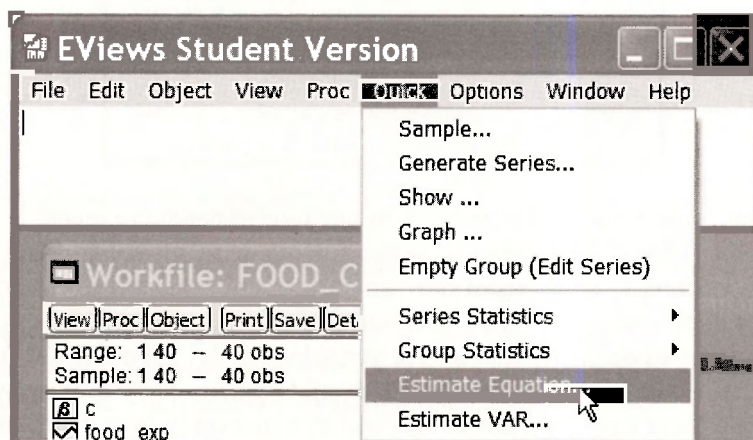 EViews Student Version
File Edit Object View Proc Quick Options Window Help
Sample...
Generate Series...
Show ...
Graph ...
Empty Group (Edit Series)
Workfile: FOOD_C
View Proc Object Print Save Det
Series Statistics
Range: 1 40 – 40 obs
Group Statistics
Sample: 1 40 – 40 obs
Estimate Equation...
β c
Estimate VAR...
food_exp